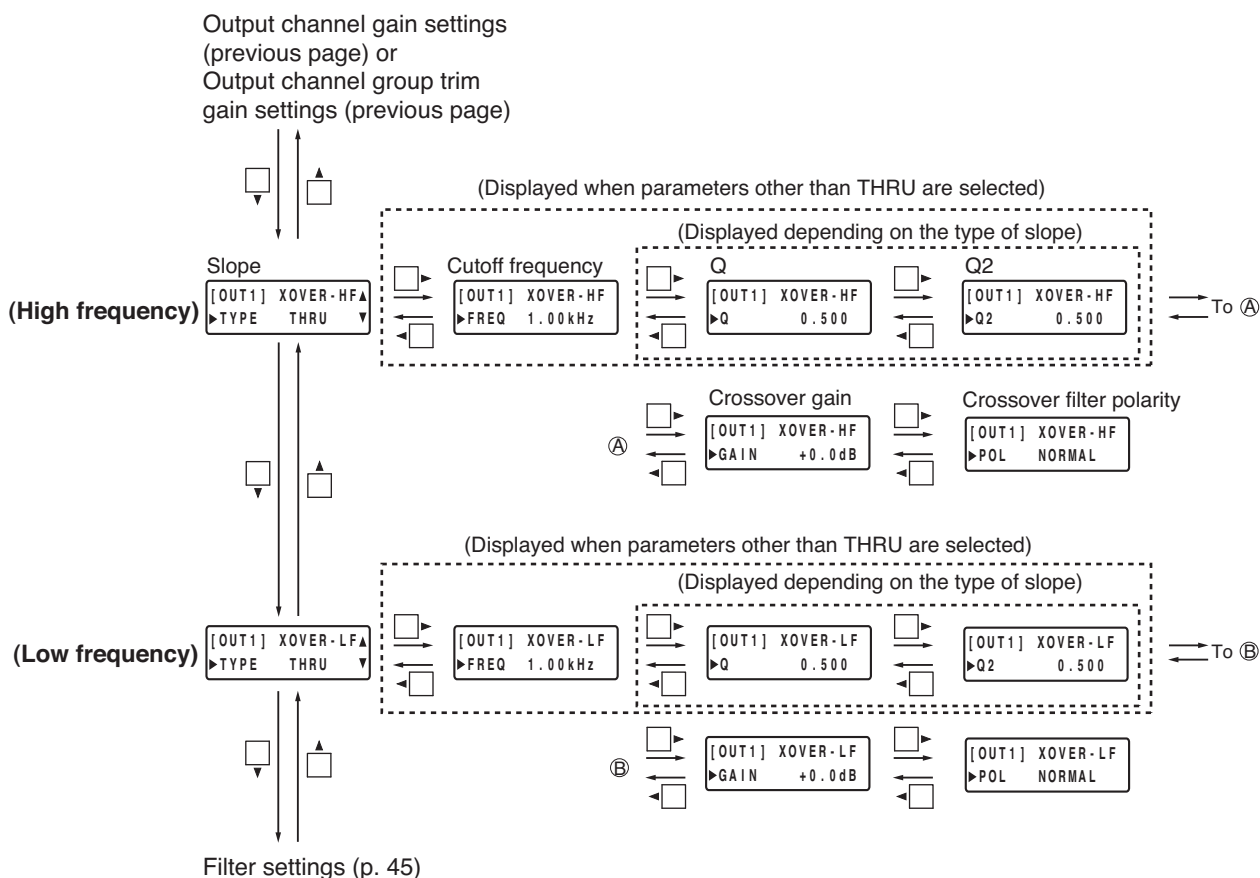 Output channel gain settings
(previous page) or
Output channel group trim
gain settings (previous page)
(Displayed when parameters other than THRU are selected)
(Displayed depending on the type of slope)
Slope
Cutoff frequency
Q
Q2
(High frequency)
[OUT1] XOVER-HF▲
▶TYPE THRU ▼
[OUT1] XOVER-HF
▶FREQ 1.00kHz
[OUT1] XOVER-HF
▶Q 0.500
[OUT1] XOVER-HF
▶Q2 0.500
To Ⓐ
Crossover gain
Crossover filter polarity
Ⓐ
[OUT1] XOVER-HF
▶GAIN +0.0dB
[OUT1] XOVER-HF
▶POL NORMAL
(Displayed when parameters other than THRU are selected)
(Displayed depending on the type of slope)
(Low frequency)
[OUT1] XOVER-LF▲
▶TYPE THRU ▼
[OUT1] XOVER-LF
▶FREQ 1.00kHz
[OUT1] XOVER-LF
▶Q 0.500
[OUT1] XOVER-LF
▶Q2 0.500
To Ⓑ
Ⓑ
[OUT1] XOVER-LF
▶GAIN +0.0dB
[OUT1] XOVER-LF
▶POL NORMAL
Filter settings (p. 45)